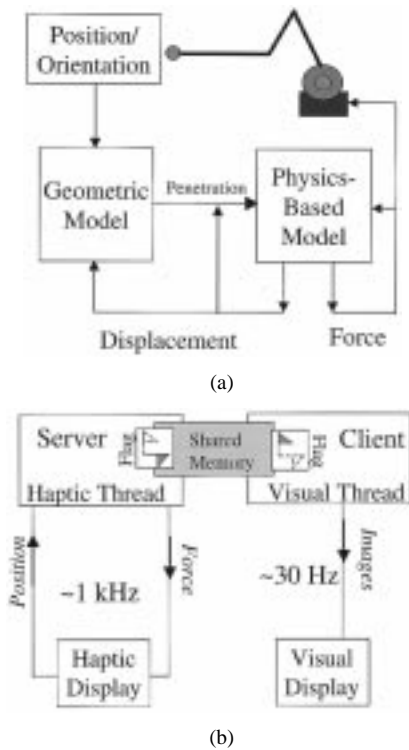 Position/
Orientation
Geometric
Model
Penetration
Physics-
Based
Model
Displacement
Force
(a)
Server
Flag
Shared
Memory
Flag
Client
Haptic Thread
Visual Thread
Position
Force
~1 kHz
Images
~30 Hz
Haptic
Display
Visual
Display
(b)